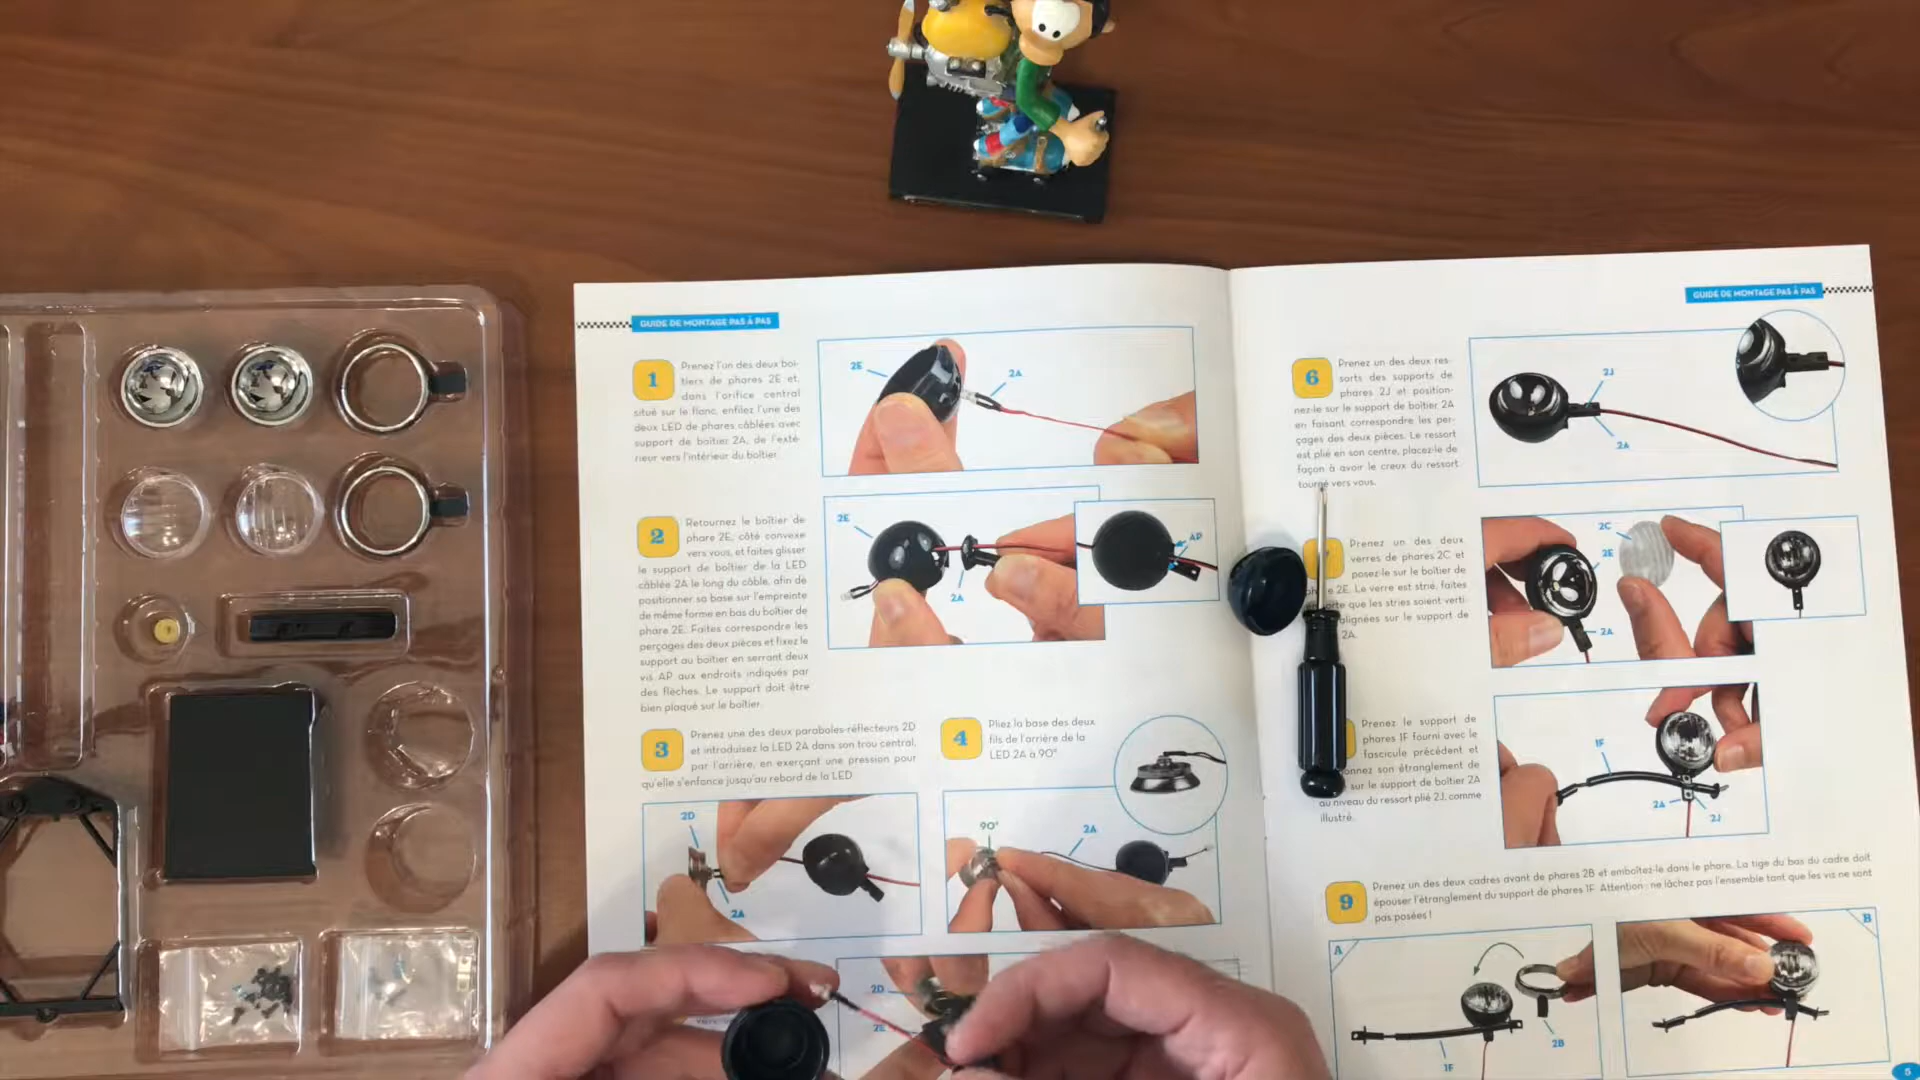 GUIDE DE MONTAGE PAS À PAS
1
Prenez l'un des deux boi-
tiers de phares 2E et,
dans l'orifice central
situé sur le flanc, enfilez l'une des
deux LED de phares câblées avec
support de boîtier 2A, de l'exté-
rieur vers l'intérieur du boîtier.
2E
2A
2
Retournez le boîtier de
phare 2E, côté convexe
vers vous, et faites glisser
le support de boîtier de la LED
câblée 2A le long du câble, afin de
positionner sa base sur l'empreinte
de même forme en bas du boîtier de
phare 2E. Faites correspondre les
perçages des deux pièces et fixez le
support au boîtier en serrant deux
vis AP aux endroits indiqués par
des flèches. Le support doit être
bien plaqué sur le boîtier.
2E
2A
AP
3
Prenez une des deux paraboles-réflecteurs 2D
et introduisez la LED 2A dans son trou central,
par l'arrière, en exerçant une pression pour
qu'elle s'enfonce jusqu'au rebord de la LED
2D
2A
4
Pliez la base des deux
fils de l'arrière de la
LED 2A à 90°
90°
2A
2D
2E
GUIDE DE MONTAGE PAS À PAS
6
Prenez un des deux res-
sorts des supports de
phares 2J et position-
nez-le sur le support de boîtier 2A
en faisant correspondre les per-
çages des deux pièces. Le ressort
est plié en son centre, placez-le de
façon à avoir le creux du ressort
tourné vers vous.
2J
2A
Prenez un des deux
verres de phares 2C et
posez-le sur le boîtier de
2E. Le verre est strié, faites
que les stries soient verti-
alignées sur le support de
2A.
2C
2E
2A
Prenez le support de
phares 1F fourni avec le
fascicule précédent et
son étranglement de
sur le support de boîtier 2A
au niveau du ressort plié 2J, comme
illustré.
1F
2A
2J
9
Prenez un des deux cadres avant de phares 2B et emboîtez-le dans le phare. La tige du bas du cadre doit
épouser l'étranglement du support de phares 1F. Attention : ne lâchez pas l'ensemble tant que les vis ne sont
pas posées !
A
2B
1F
B
5